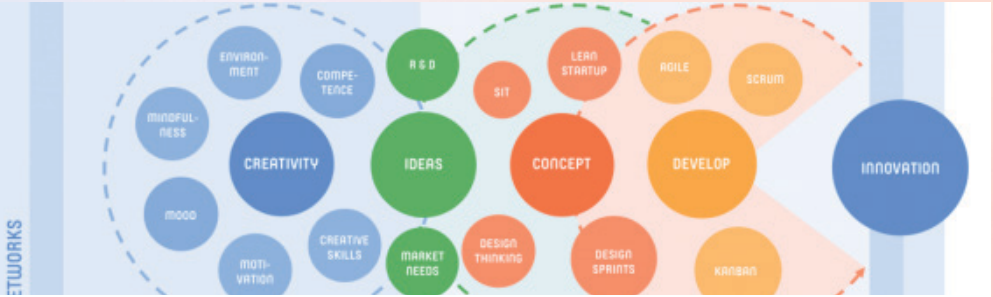 ENVIRON-
MENT
COMPE-
TENCE
MINDFUL-
NESS
CREATIVITY
MOOD
MOTI-
VATION
CREATIVE
SKILLS
R & D
IDEAS
MARKET
NEEDS
SIT
LEAN
STARTUP
CONCEPT
DESIGN
THINKING
DESIGN
SPRINTS
AGILE
SCRUM
DEVELOP
KANBAN
INNOVATION
ETWORKS